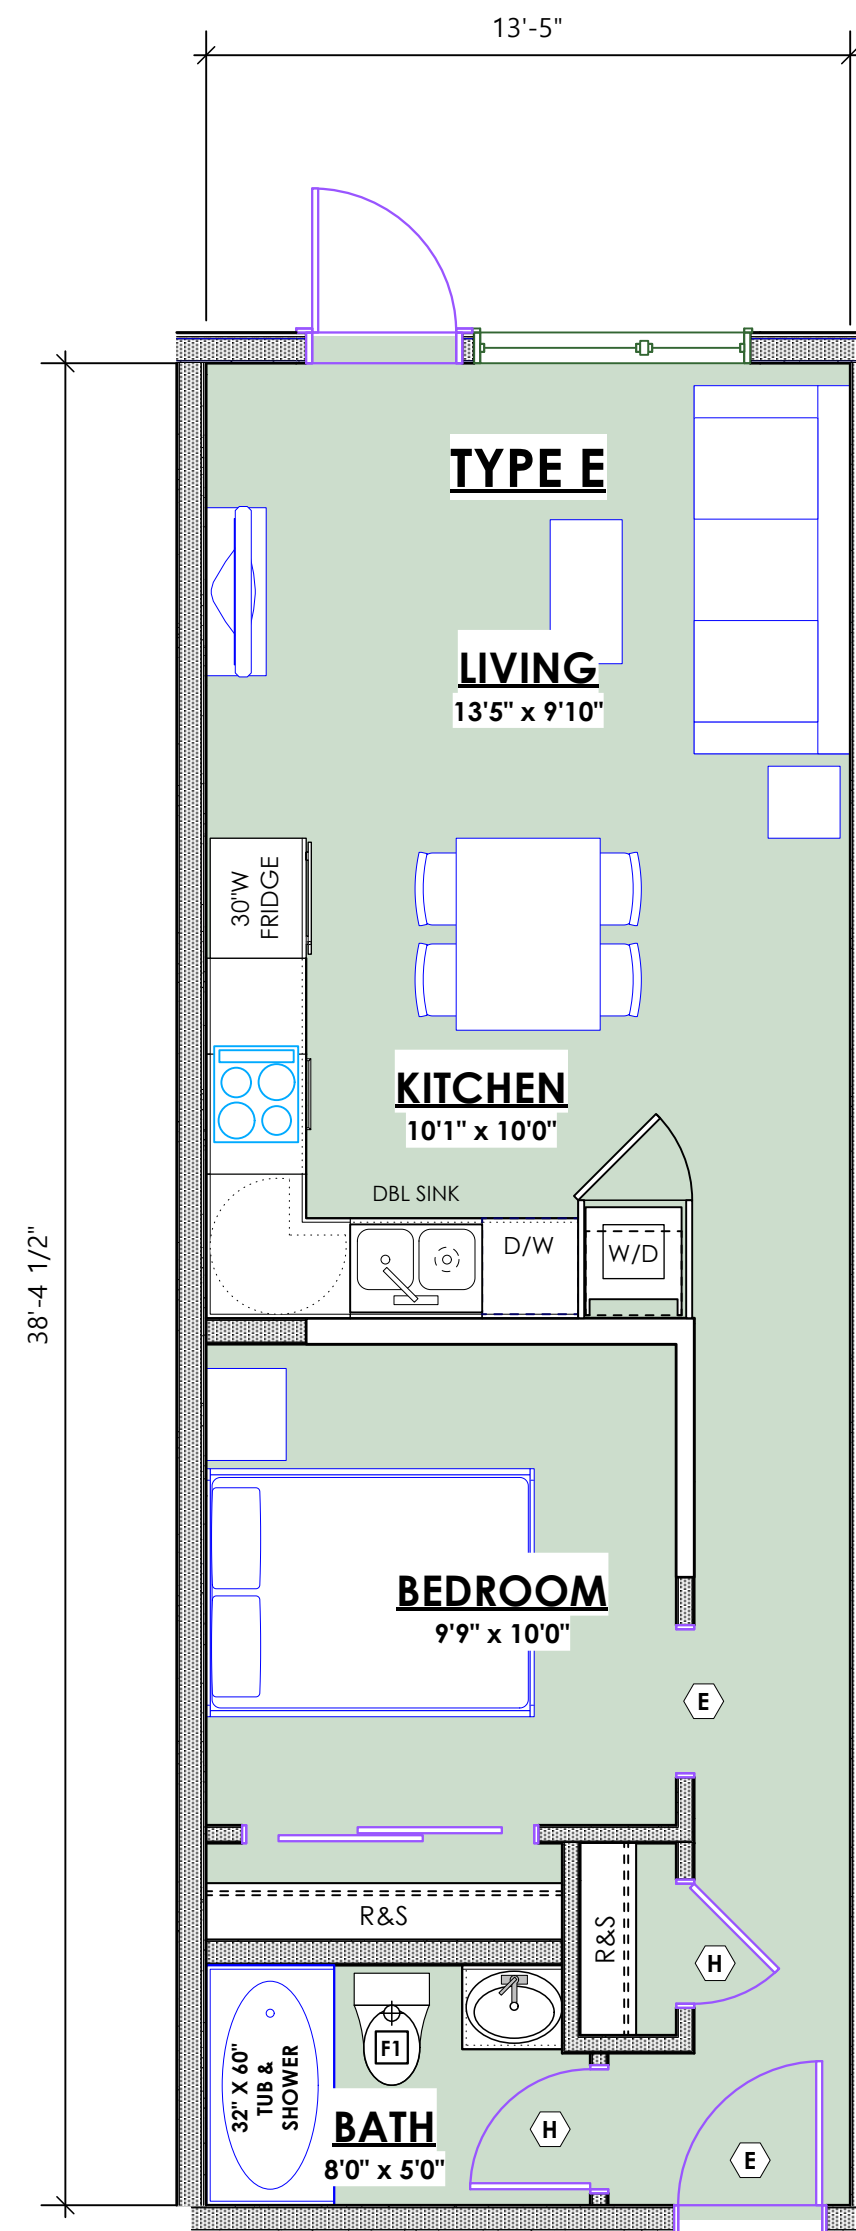 13'-5"
TYPE E
LIVING
13'5" x 9'10"
30"W
FRIDGE
KITCHEN
10'1" x 10'0"
DBL SINK
D/W
W/D
38'-4 1/2"
BEDROOM
9'9" x 10'0"
E
R&S
R&S
H
F1
32" X 60"
TUB &
SHOWER
BATH
8'0" x 5'0"
H
E